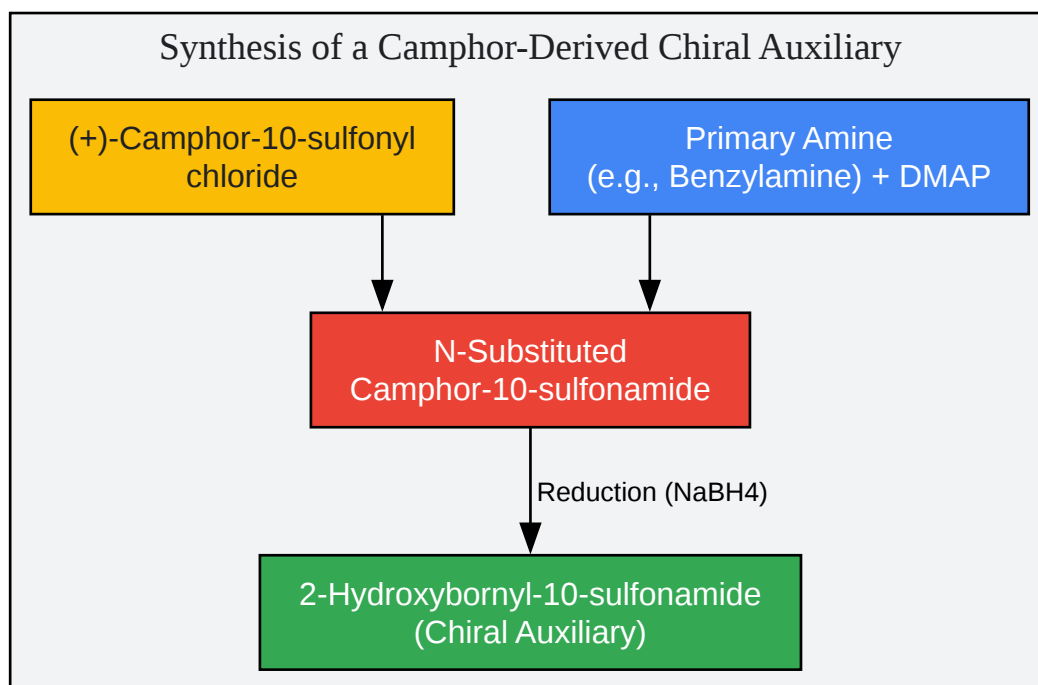 Synthesis of a Camphor-Derived Chiral Auxiliary
(+)-Camphor-10-sulfonyl
chloride
Primary Amine
(e.g., Benzylamine) + DMAP
N-Substituted
Camphor-10-sulfonamide
Reduction (NaBH4)
2-Hydroxybornyl-10-sulfonamide
(Chiral Auxiliary)